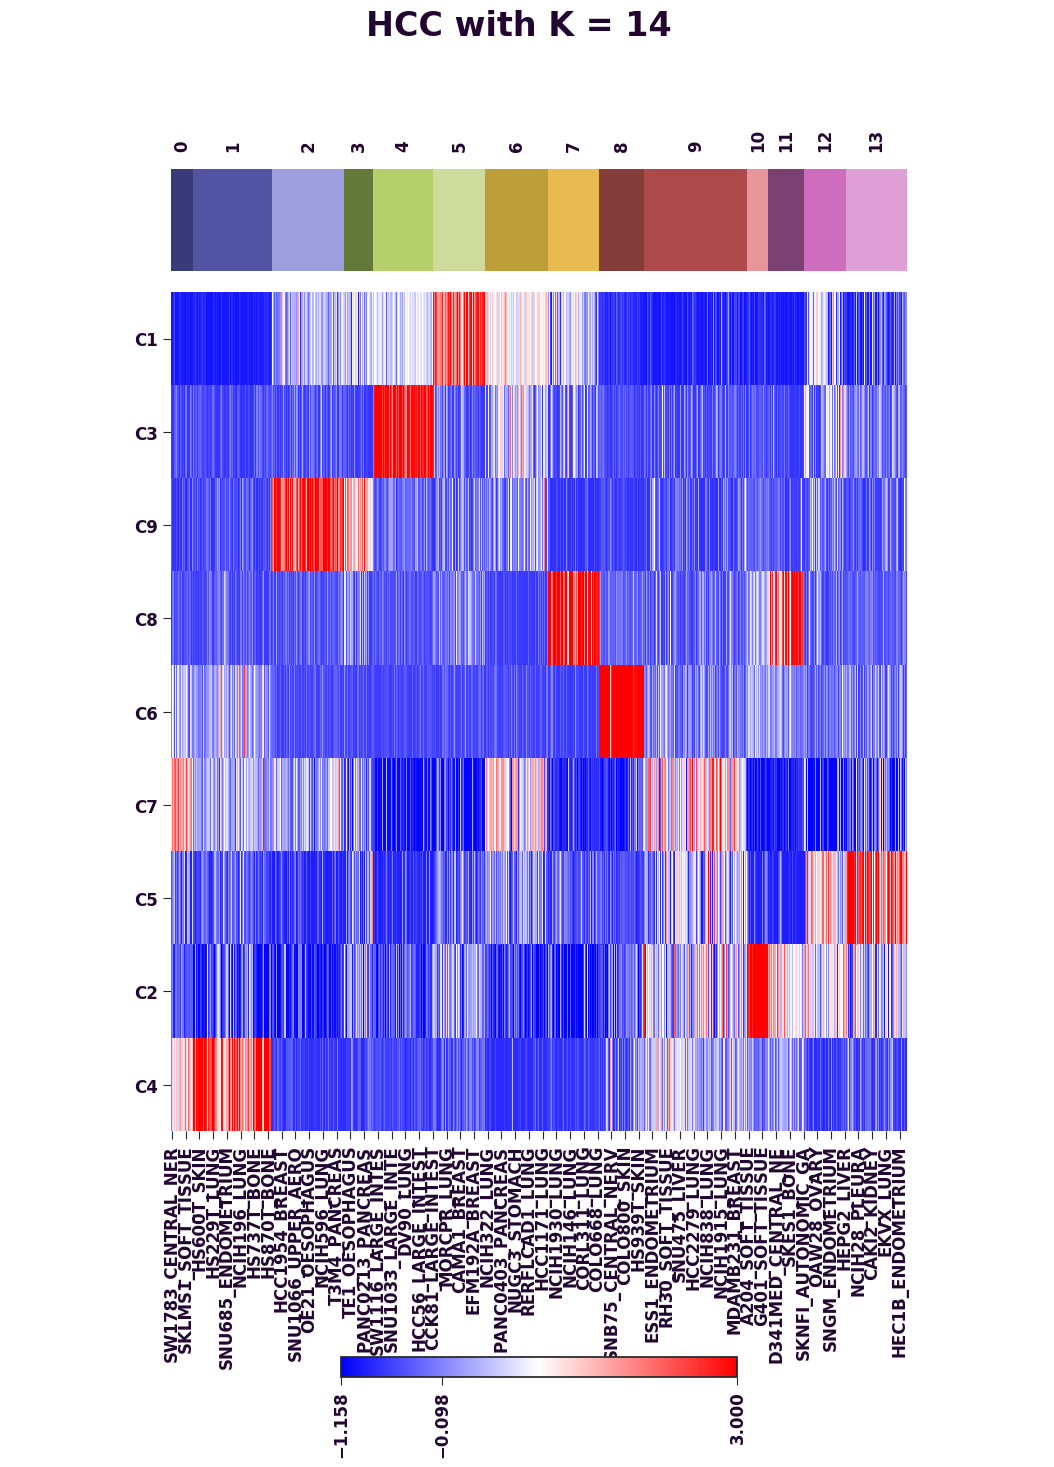 HCC with K = 14
0 1 2 3 4 5 6 7 8 9 10 11 12 13
C1
C3
C9
C8
C6
C7
C5
C2
C4
SW1783_CENTRAL_NER
SKLMS1_SOFT_TISSUE
HS600T_SKIN
HS229T_LUNG
SNU685_ENDOMETRIUM
NCIH196_LUNG
HS737T_BONE
HS870T_BONE
HCC1954_BREAST
SNU1066_UPPER_AERO
OE21_OESOPHAGUS
NCIH596_LUNG
T3M4_PANCREAS
TE1_OESOPHAGUS
PANC0213_PANCREAS
SW1116_LARGE_INTES
SNU1033_LARGE_INTE
DV90_LUNG
HCC56_LARGE_INTEST
CCK81_LARGE_INTEST
MORCPR_LUNG
CAMA1_BREAST
EFM192A_BREAST
NCIH322_LUNG
PANC0403_PANCREAS
NUGC3_STOMACH
RERFLCAD1_LUNG
HCC1171_LUNG
NCIH1930_LUNG
NCIH146_LUNG
CORL311_LUNG
COLO668_LUNG
SNB75_CENTRAL_NERV
COLO800_SKIN
HS939T_SKIN
ESS1_ENDOMETRIUM
RH30_SOFT_TISSUE
SNU475_LIVER
HCC2279_LUNG
NCIH838_LUNG
NCIH1915_LUNG
MDAMB231_BREAST
A204_SOFT_TISSUE
G401_SOFT_TISSUE
D341MED_CENTRAL_NE
SKES1_BONE
SKNFI_AUTONOMIC_GA
OAW28_OVARY
SNGM_ENDOMETRIUM
HEPG2_LIVER
NCIH28_PLEURA
CAKI2_KIDNEY
EKVX_LUNG
HEC1B_ENDOMETRIUM
−1.158 −0.098 3.000